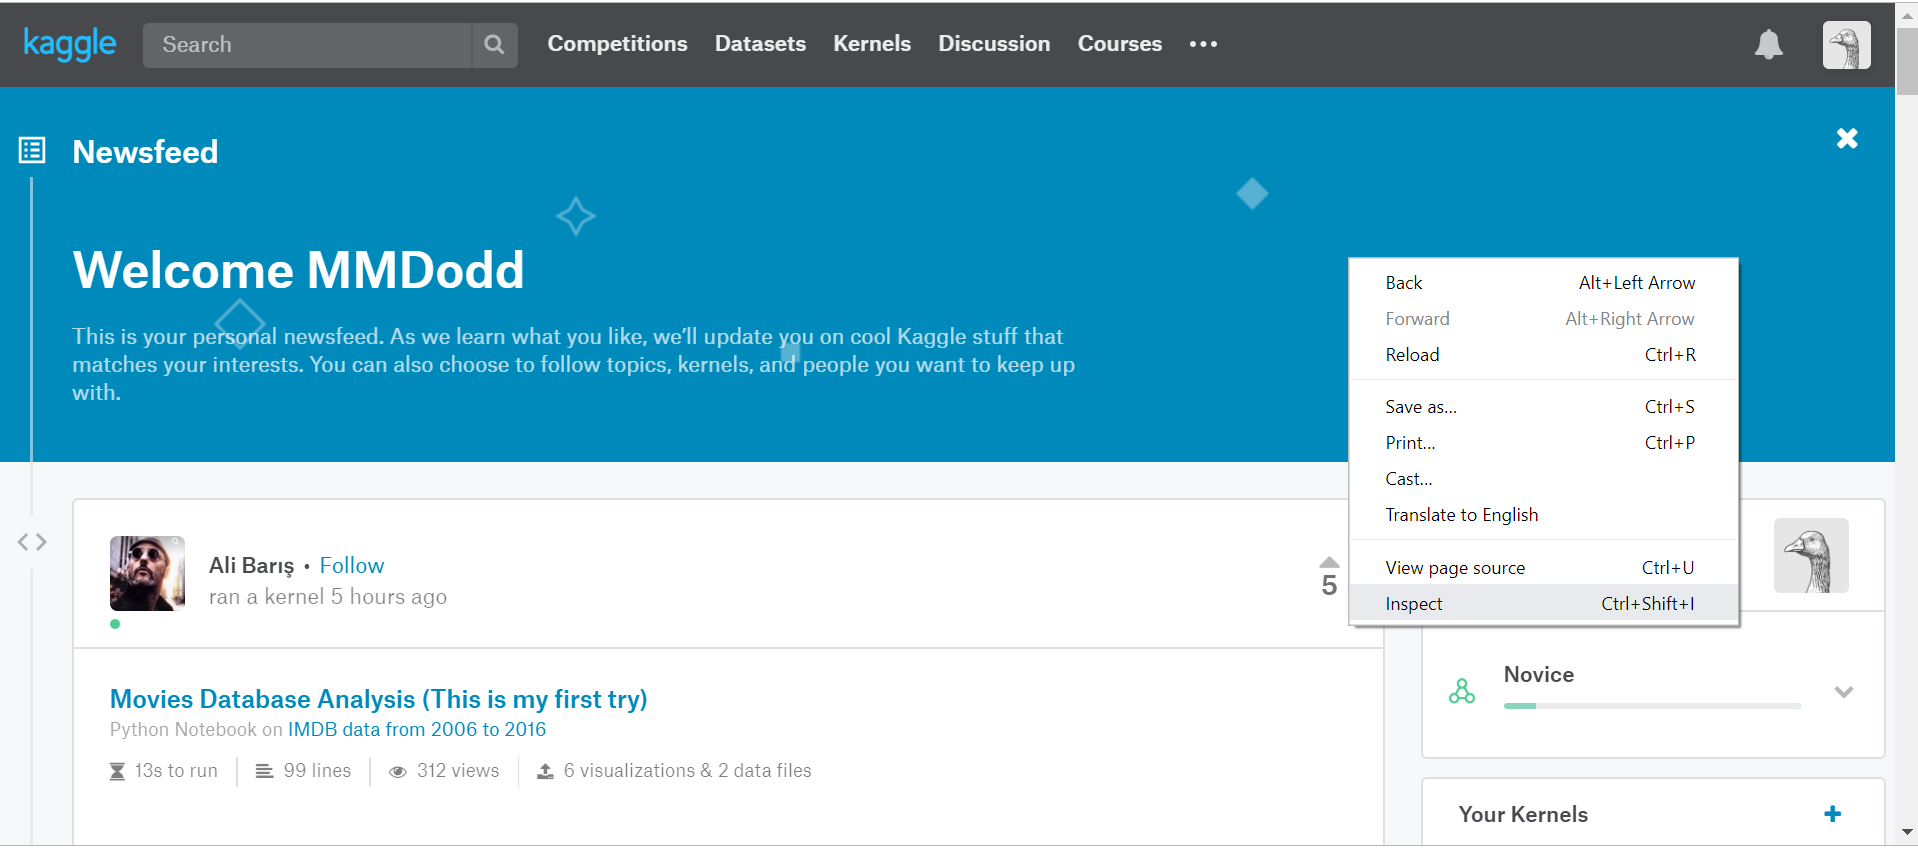 kaggle
Search
Competitions Datasets Kernels Discussion Courses
Newsfeed
Welcome MMDodd
This is your personal newsfeed. As we learn what you like, we'll update you on cool Kaggle stuff that
matches your interests. You can also choose to follow topics, kernels, and people you want to keep up
with.
Back Alt+Left Arrow
Forward Alt+Right Arrow
Reload Ctrl+R
Save as... Ctrl+S
Print... Ctrl+P
Cast...
Translate to English
View page source Ctrl+U
Inspect Ctrl+Shift+I
Ali Barış • Follow
ran a kernel 5 hours ago
5
Movies Database Analysis (This is my first try)
Python Notebook on IMDB data from 2006 to 2016
13s to run 99 lines 312 views 6 visualizations & 2 data files
Novice
Your Kernels